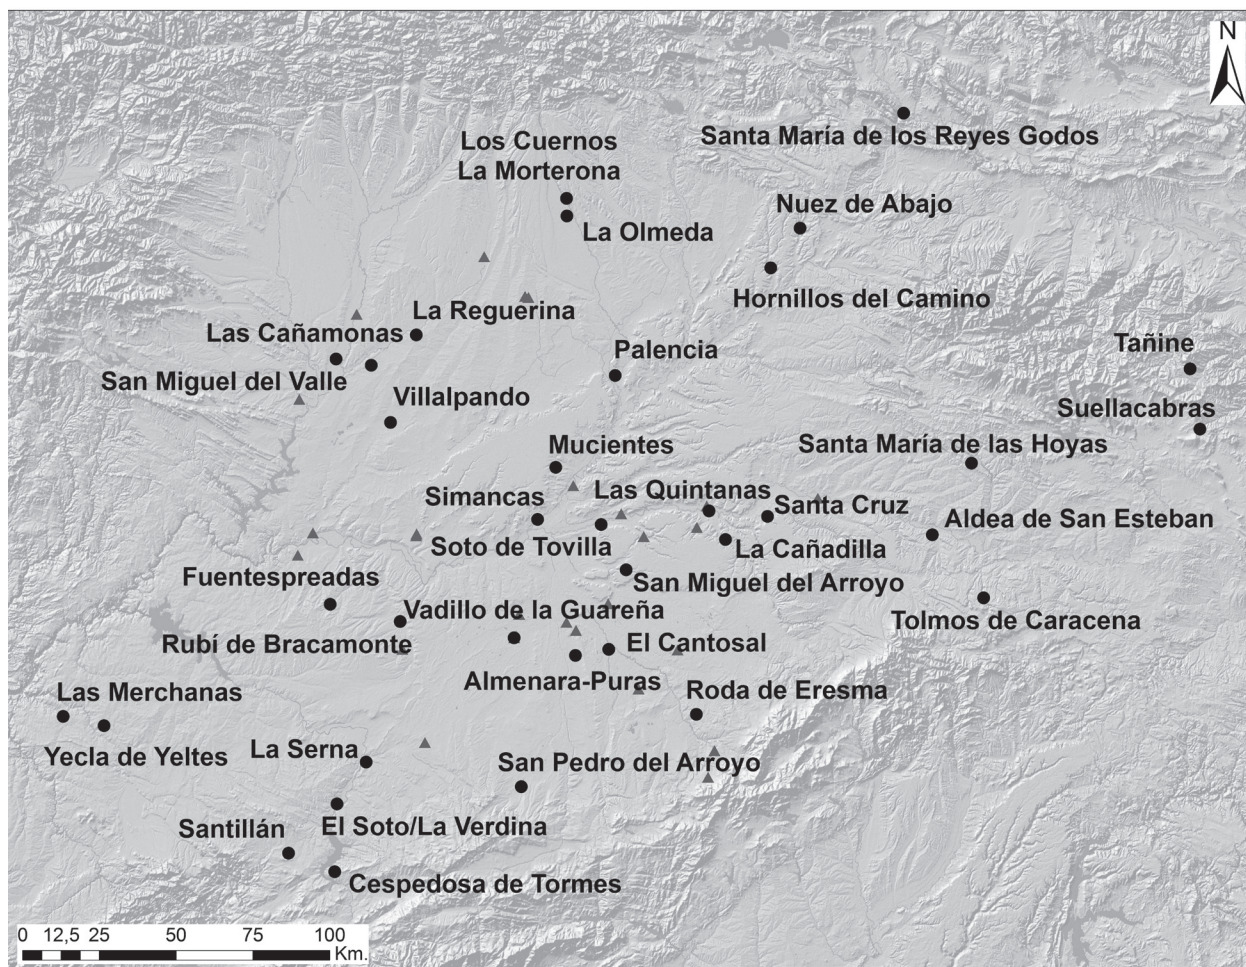 N
Santa María de los Reyes Godos
Los Cuernos
La Morterona
Nuez de Abajo
La Olmeda
Hornillos del Camino
La Reguerina
Las Cañamonas
Tañine
Palencia
San Miguel del Valle
Villalpando
Suellacabras
Mucientes
Santa María de las Hoyas
Las Quintanas
Simancas
Santa Cruz
Aldea de San Esteban
Soto de Tovilla
La Cañadilla
Fuentespreadas
San Miguel del Arroyo
Vadillo de la Guareña
Tolmos de Caracena
Rubí de Bracamonte
El Cantosal
Almenara-Puras
Las Merchanas
Roda de Eresma
Yecla de Yeltes
La Serna
San Pedro del Arroyo
Santillán
El Soto/La Verdina
Cespedosa de Tormes
0 12,5 25 50 75 100
Km.